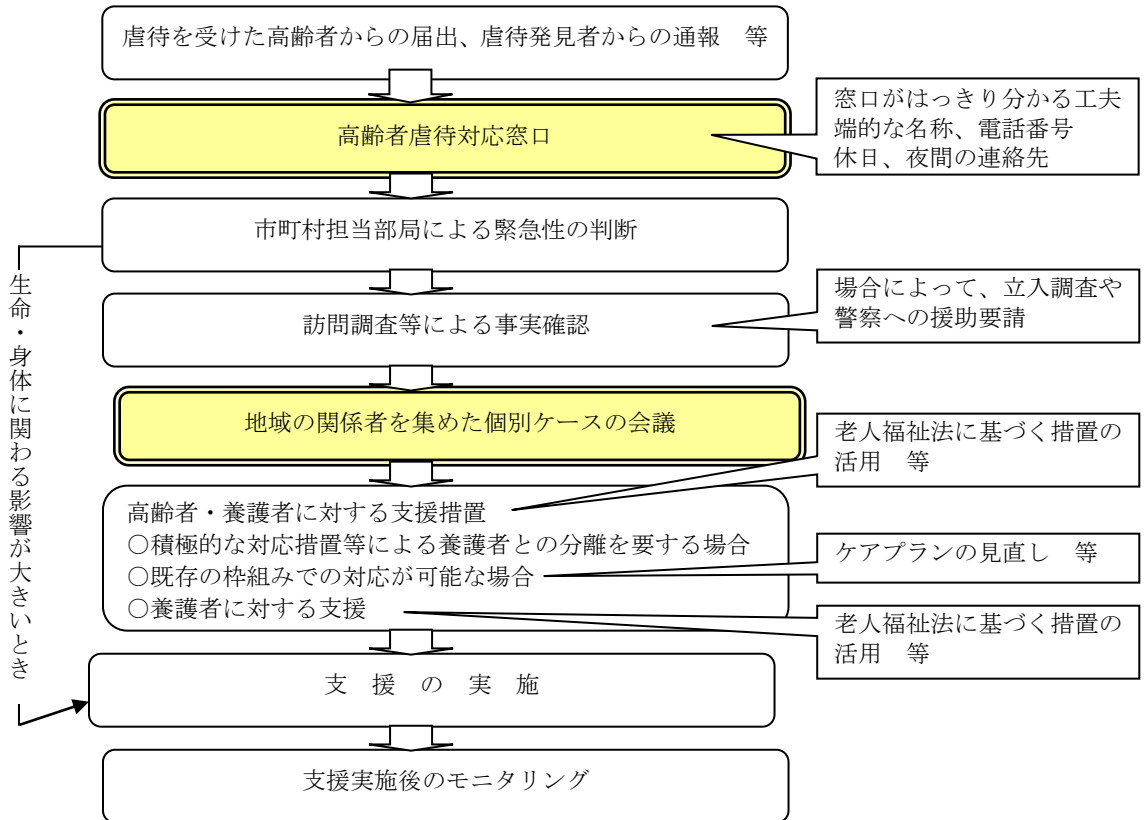 虐待を受けた高齢者からの届出、虐待発見者からの通報　等
高齢者虐待対応窓口
窓口がはっきり分かる工夫
端的な名称、電話番号
休日、夜間の連絡先
市町村担当部局による緊急性の判断
生命・身体に関わる影響が大きいとき
訪問調査等による事実確認
場合によって、立入調査や
警察への援助要請
地域の関係者を集めた個別ケースの会議
老人福祉法に基づく措置の
活用　等
高齢者・養護者に対する支援措置
○積極的な対応措置等による養護者との分離を要する場合
○既存の枠組みでの対応が可能な場合
ケアプランの見直し　等
○養護者に対する支援
老人福祉法に基づく措置の
活用　等
支　援　の　実　施
支援実施後のモニタリング